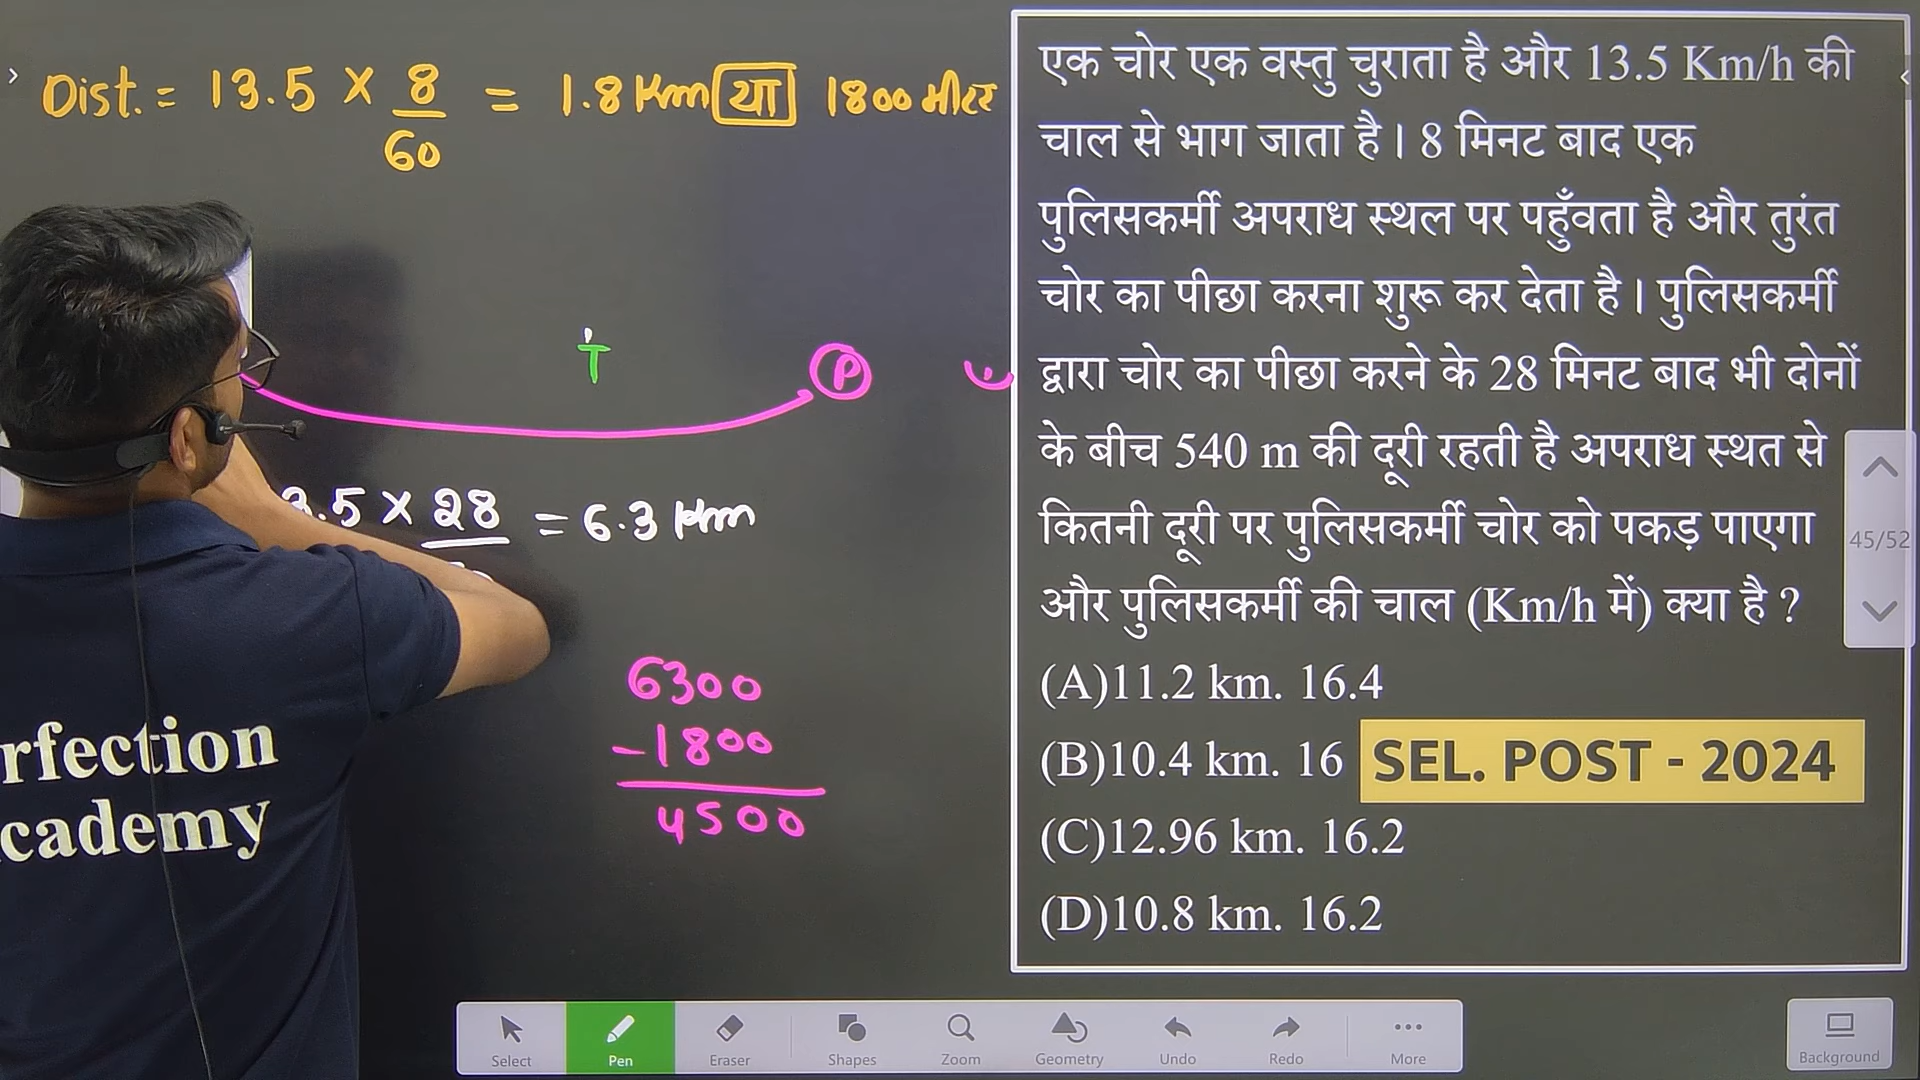 Dist. = 13.5 × 8/60 = 1.8 Km या 1800 मीटर
T
P
3.5 × 28 = 6.3 Km
6300
-1800
4500
rfection
cademy
एक चोर एक वस्तु चुराता है और 13.5 Km/h की
चाल से भाग जाता है। 8 मिनट बाद एक
पुलिसकर्मी अपराध स्थल पर पहुँवता है और तुरंत
चोर का पीछा करना शुरू कर देता है। पुलिसकर्मी
द्वारा चोर का पीछा करने के 28 मिनट बाद भी दोनों
के बीच 540 m की दूरी रहती है अपराध स्थत से
कितनी दूरी पर पुलिसकर्मी चोर को पकड़ पाएगा
और पुलिसकर्मी की चाल (Km/h में) क्या है ?
(A)11.2 km. 16.4
(B)10.4 km. 16
SEL. POST - 2024
(C)12.96 km. 16.2
(D)10.8 km. 16.2
45/52
Select
Pen
Eraser
Shapes
Zoom
Geometry
Undo
Redo
More
Background